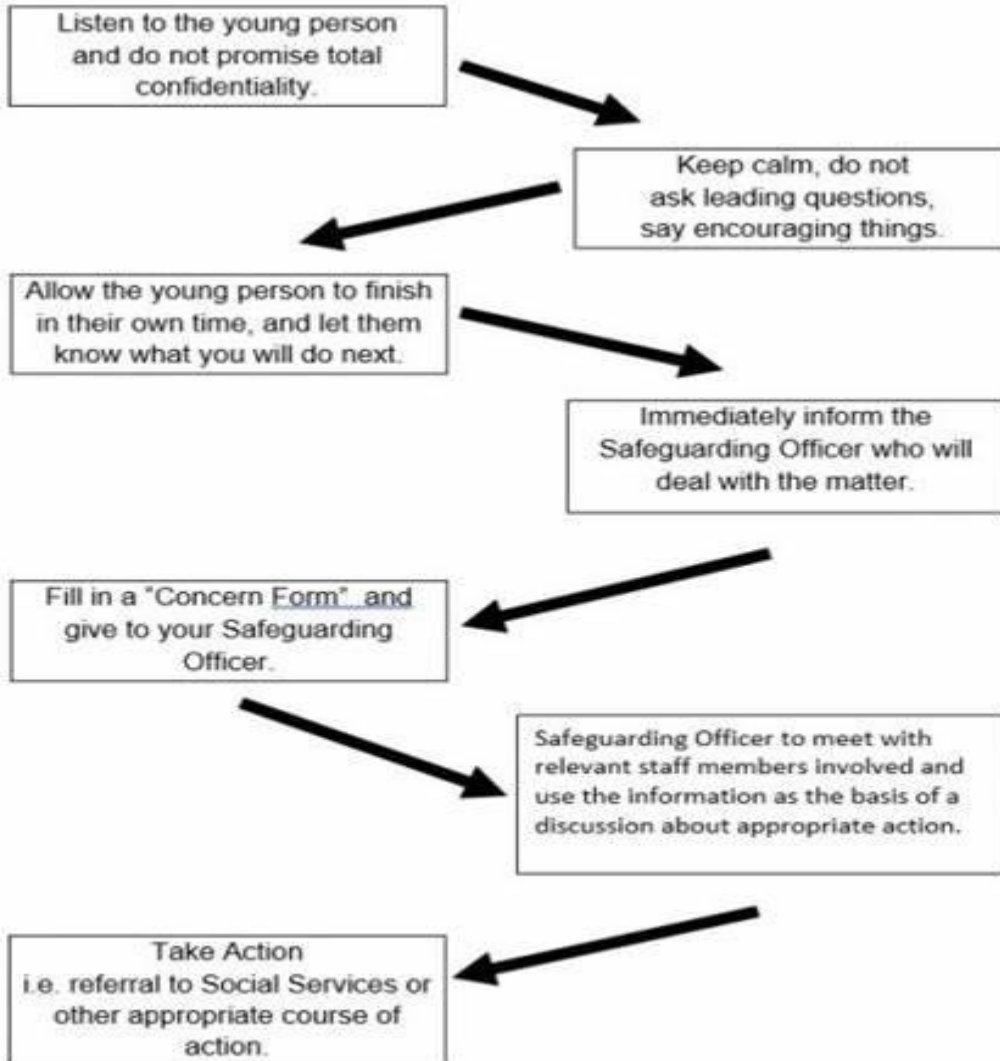 Listen to the young person
and do not promise total
confidentiality.
Keep calm, do not
ask leading questions,
say encouraging things.
Allow the young person to finish
in their own time, and let them
know what you will do next.
Immediately inform the
Safeguarding Officer who will
deal with the matter.
Fill in a "Concern Form" and
give to your Safeguarding
Officer.
Safeguarding Officer to meet with
relevant staff members involved and
use the information as the basis of a
discussion about appropriate action.
Take Action
i.e. referral to Social Services or
other appropriate course of
action.